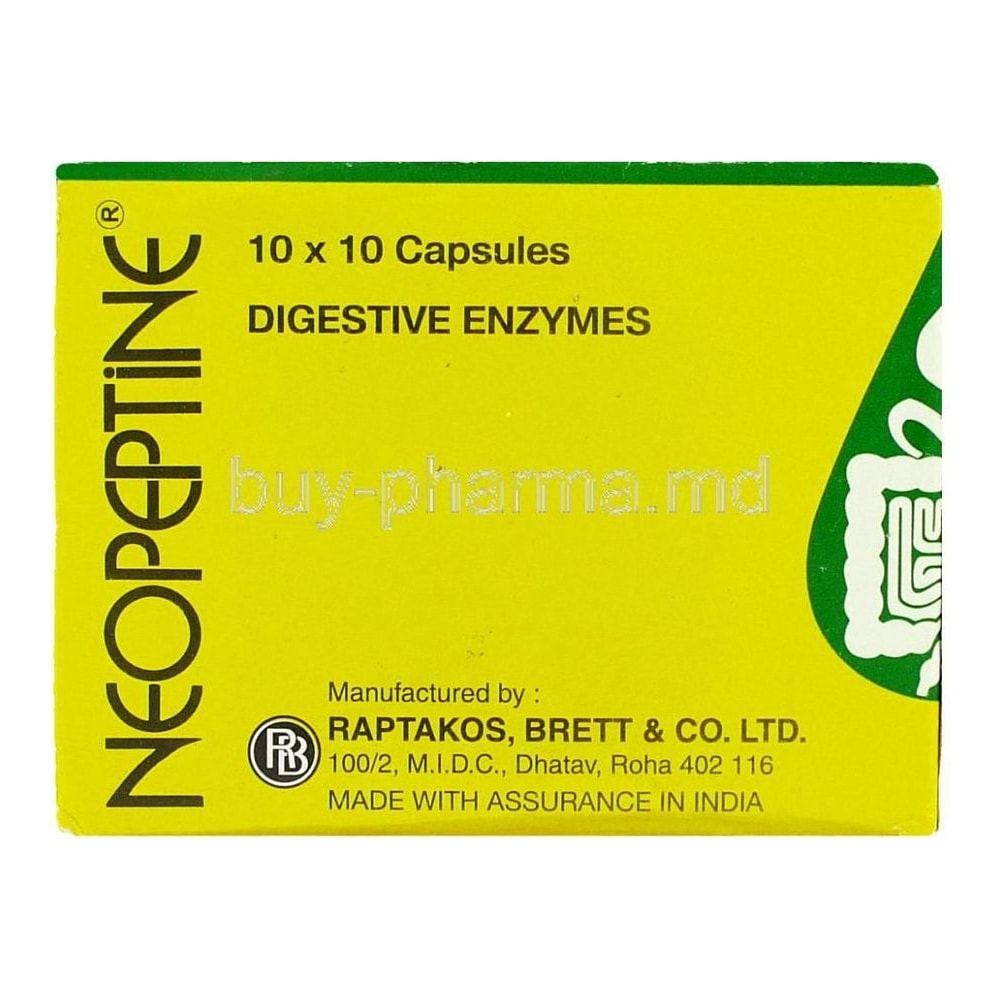 NEOPEPTINE®
10 x 10 Capsules
DIGESTIVE ENZYMES
buy-pharma.md
Manufactured by :
RAPTAKOS, BRETT & CO. LTD.
100/2, M.I.D.C., Dhatav, Roha 402 116
MADE WITH ASSURANCE IN INDIA
RB